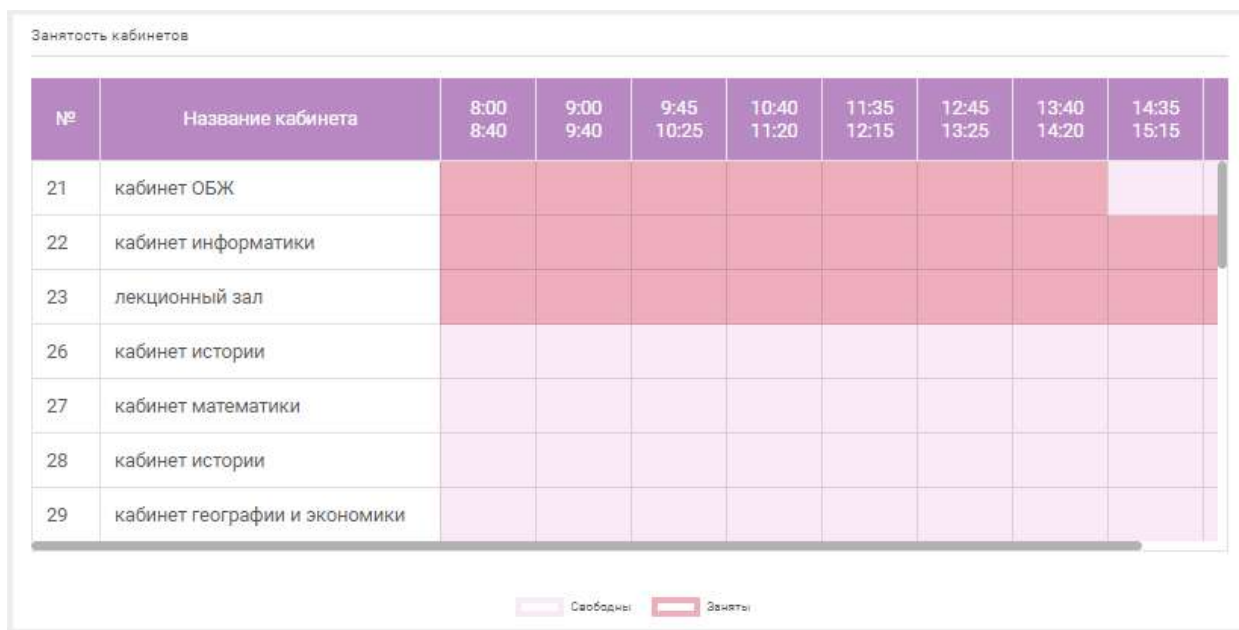 Занятость кабинетов
№ Название кабинета 8:00 9:00 9:45 10:40 11:35 12:45 13:40 14:35
8:40 9:40 10:25 11:20 12:15 13:25 14:20 15:15
21 кабинет ОБЖ
22 кабинет информатики
23 лекционный зал
26 кабинет истории
27 кабинет математики
28 кабинет истории
29 кабинет географии и экономики
Свободны Заняты